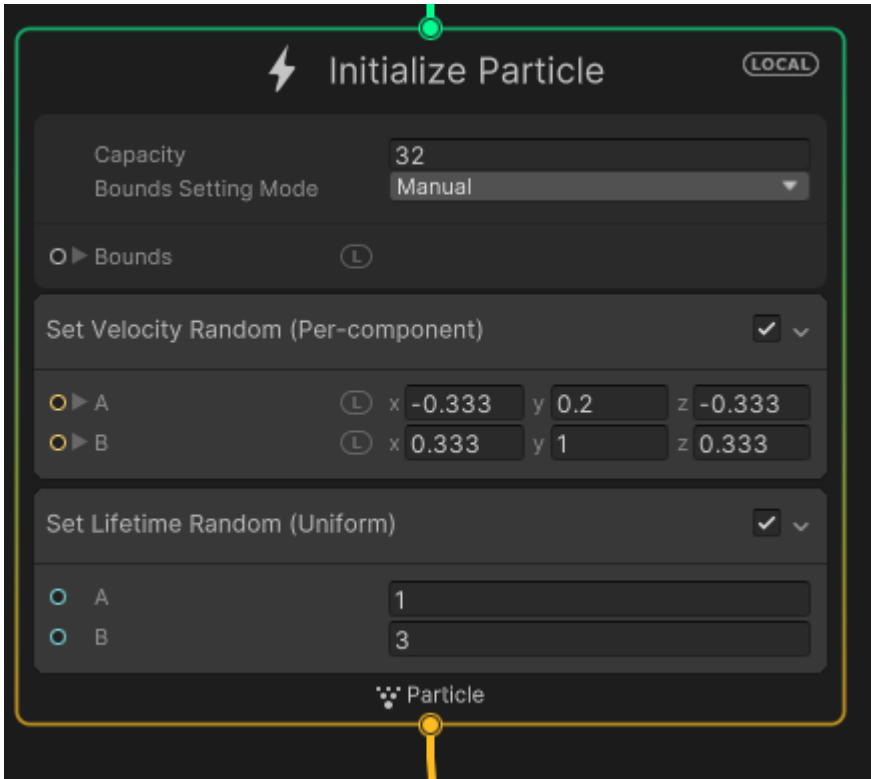 Initialize Particle LOCAL
Capacity 32
Bounds Setting Mode Manual
Bounds L
Set Velocity Random (Per-component)
A L x -0.333 y 0.2 z -0.333
B L x 0.333 y 1 z 0.333
Set Lifetime Random (Uniform)
A 1
B 3
Particle